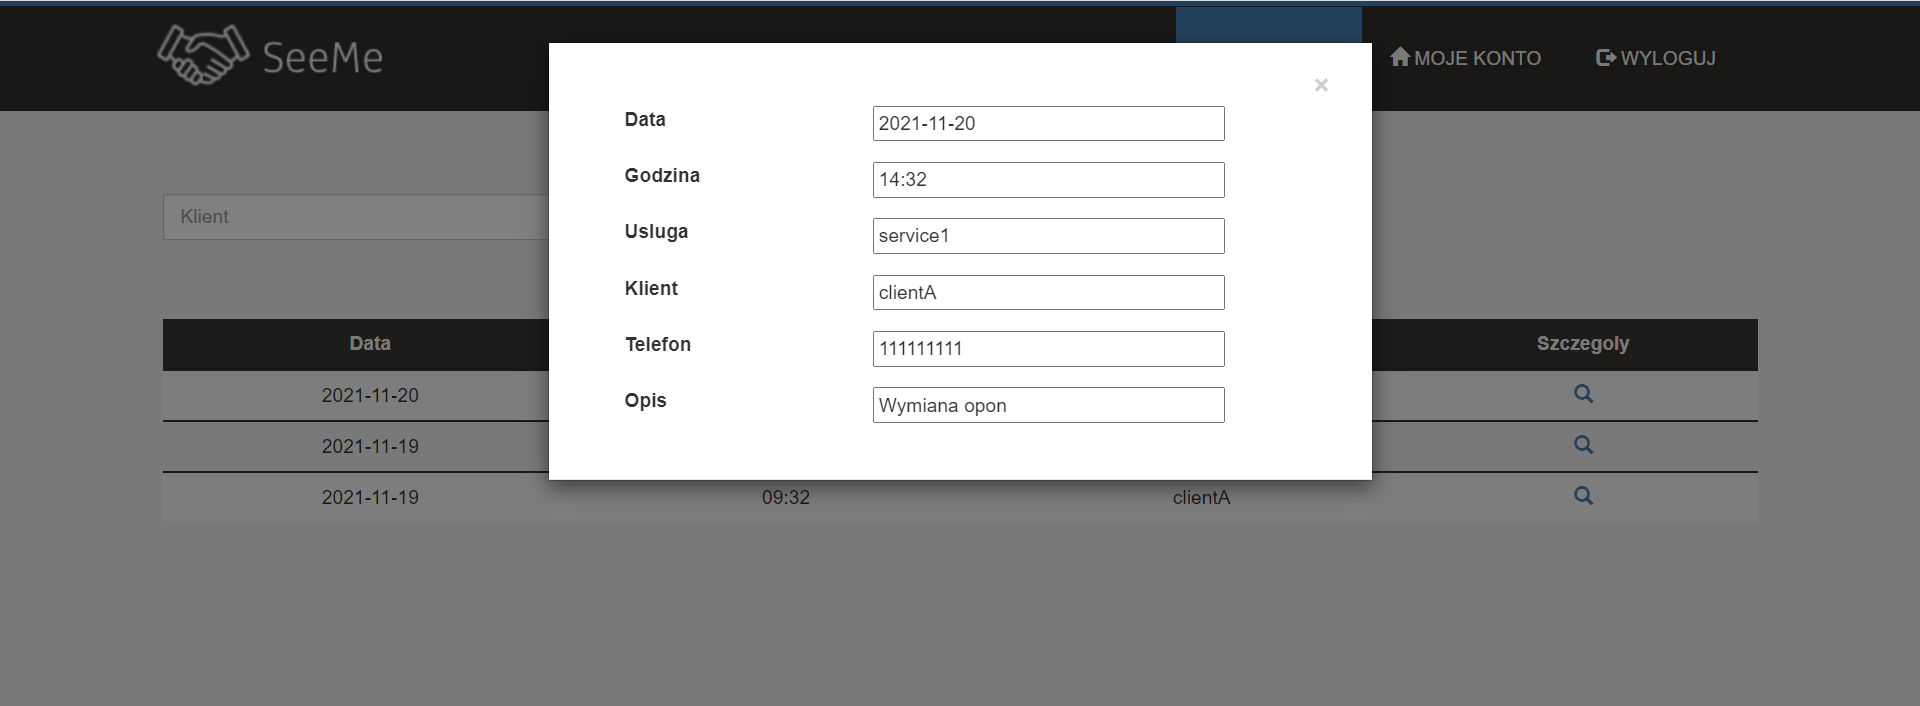 SeeMe
MOJE KONTO
WYLOGUJ
×
Data 2021-11-20
Godzina 14:32
Usluga service1
Klient clientA
Telefon 111111111
Opis Wymiana opon
Klient
Data Szczegoly
2021-11-20
2021-11-19
2021-11-19 09:32 clientA